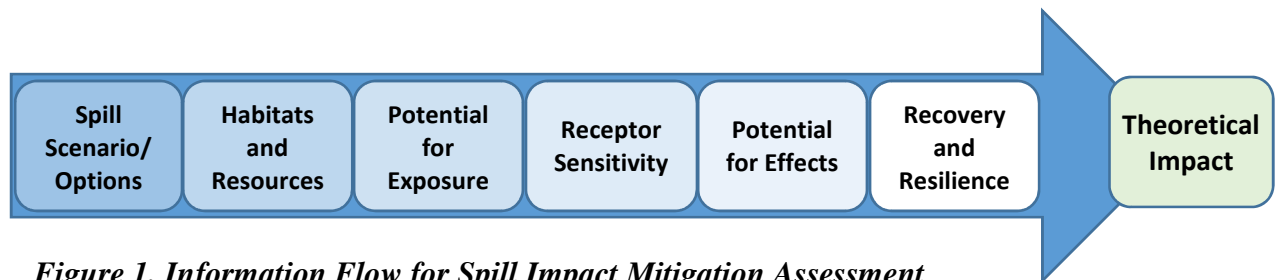 Spill
Scenario/
Options
Habitats
and
Resources
Potential
for
Exposure
Receptor
Sensitivity
Potential
for Effects
Recovery
and
Resilience
Theoretical
Impact
Figure 1. Information Flow for Spill Impact Mitigation Assessment